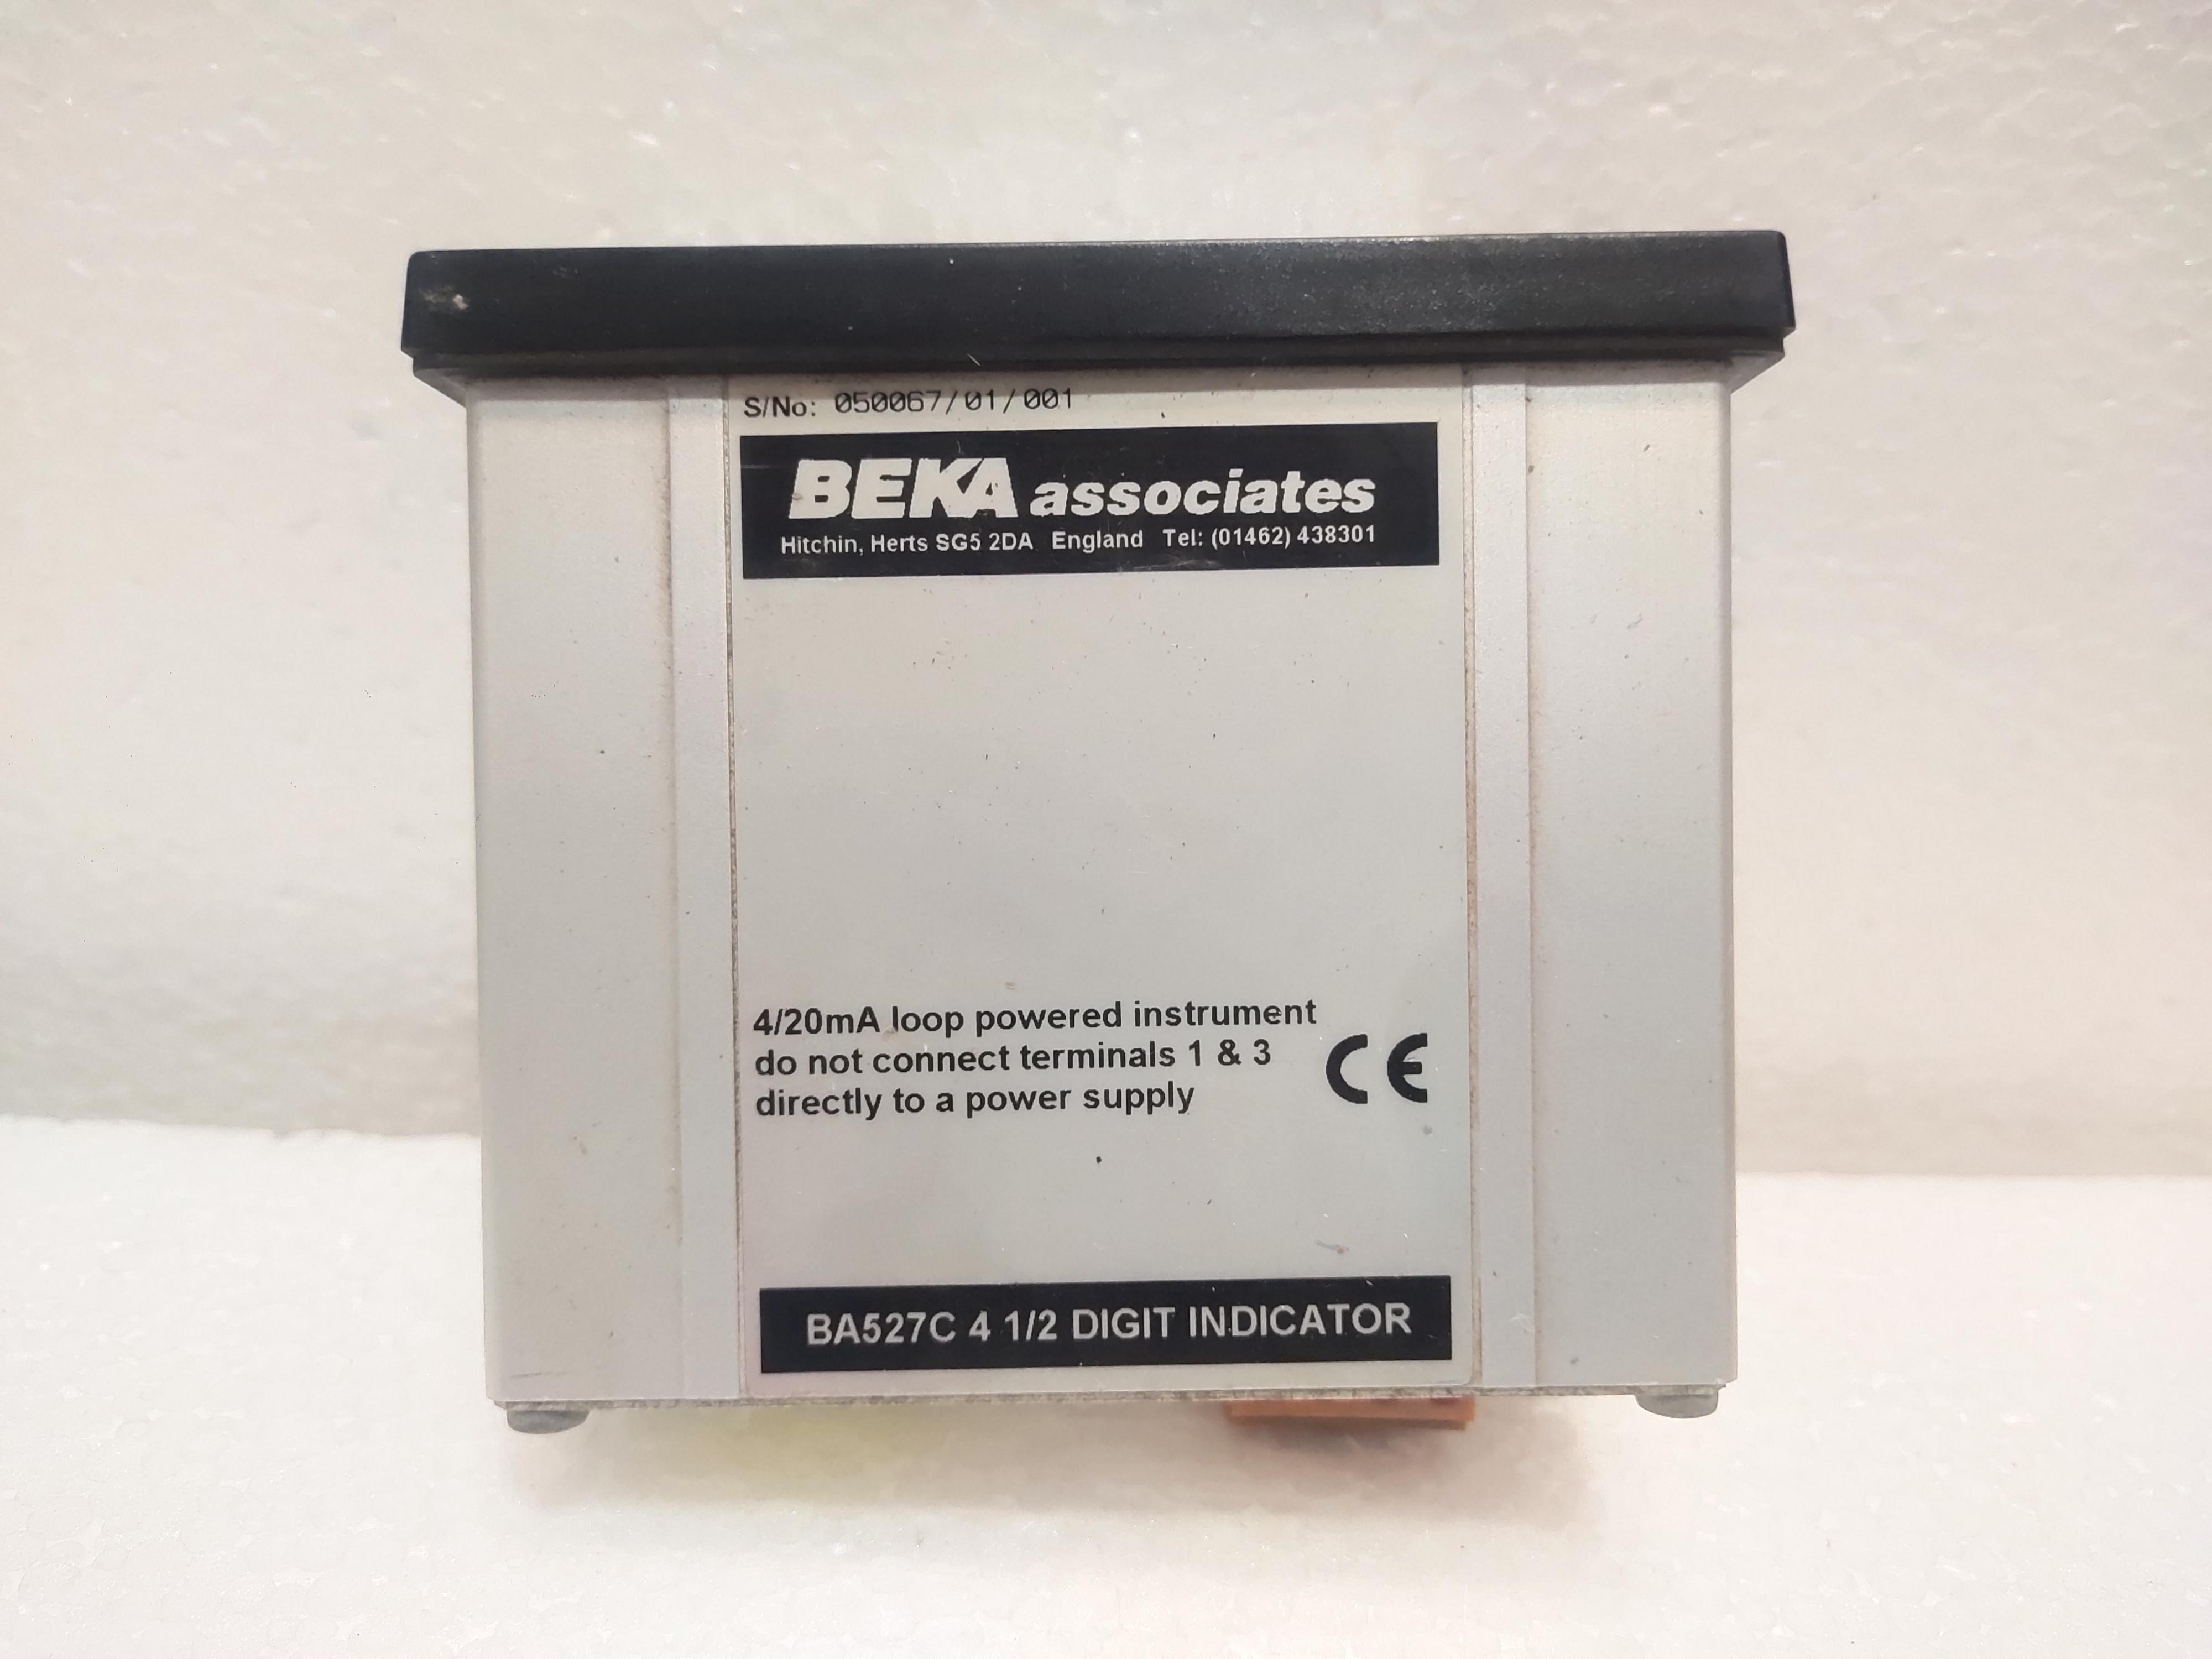 S/No: 050067/01/001
BEKA associates
Hitchin, Herts SG5 2DA England Tel: (01462) 438301
4/20mA loop powered instrument
do not connect terminals 1 & 3
directly to a power supply
CE
BA527C 4 1/2 DIGIT INDICATOR